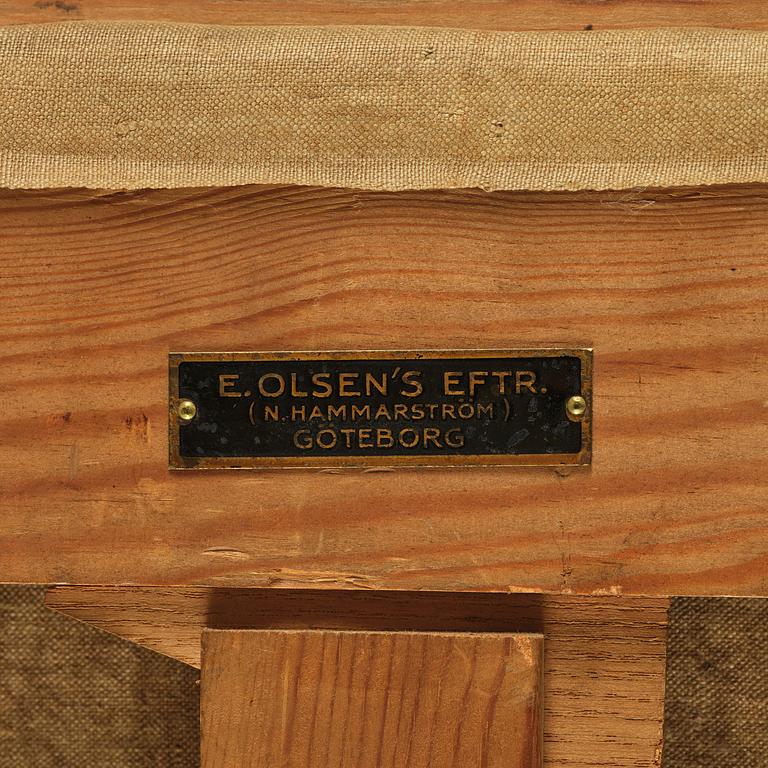 E. OLSEN'S EFTR.
(N. HAMMARSTRÖM)
GÖTEBORG